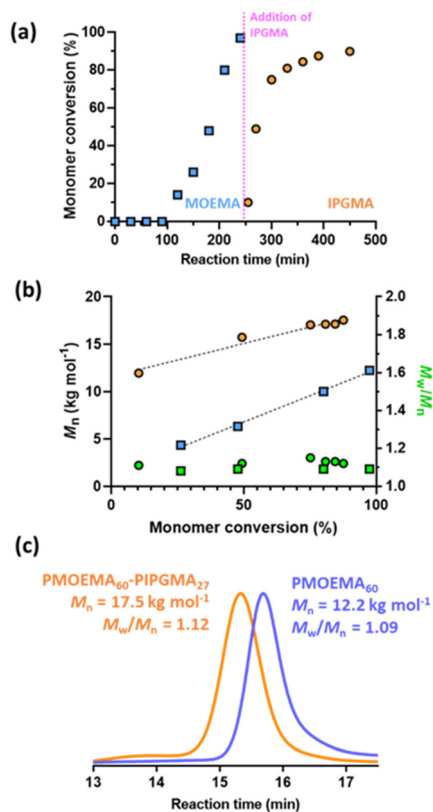 (a)
Addition of
IPGMA
Monomer conversion (%)
100
80
60
40
20
0
MOEMA
IPGMA
0
100
200
300
400
500
Reaction time (min)
(b)
Mn (kg mol⁻¹)
20
15
10
5
0
2.0
1.8
1.6
1.4
1.2
1.0
Mw/Mn
0
20
40
60
80
100
Monomer conversion (%)
(c)
PMOEMA60-PIPGMA27
Mn = 17.5 kg mol⁻¹
Mw/Mn = 1.12
PMOEMA60
Mn = 12.2 kg mol⁻¹
Mw/Mn = 1.09
13
14
15
16
17
Reaction time (min)